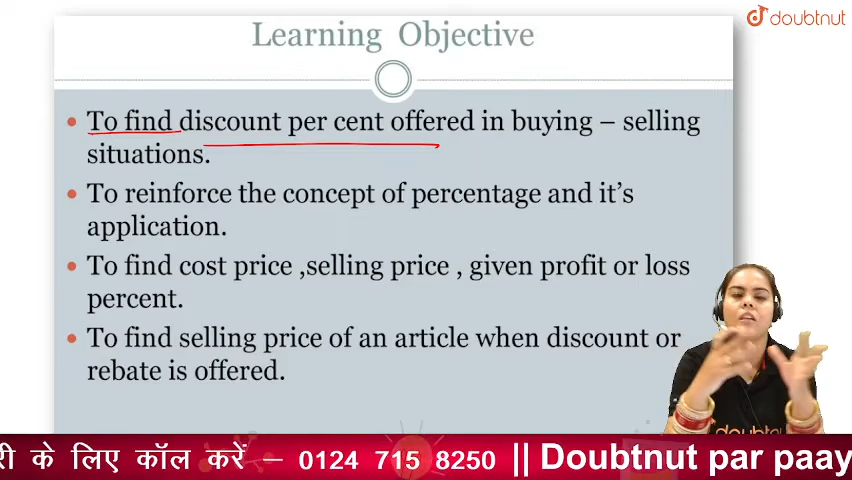 doubtnut
Learning Objective
• To find discount per cent offered in buying – selling
situations.
• To reinforce the concept of percentage and it's
application.
• To find cost price ,selling price , given profit or loss
percent.
• To find selling price of an article when discount or
rebate is offered.
doubtnut
री के लिए कॉल करें – 0124 715 8250 || Doubtnut par paay